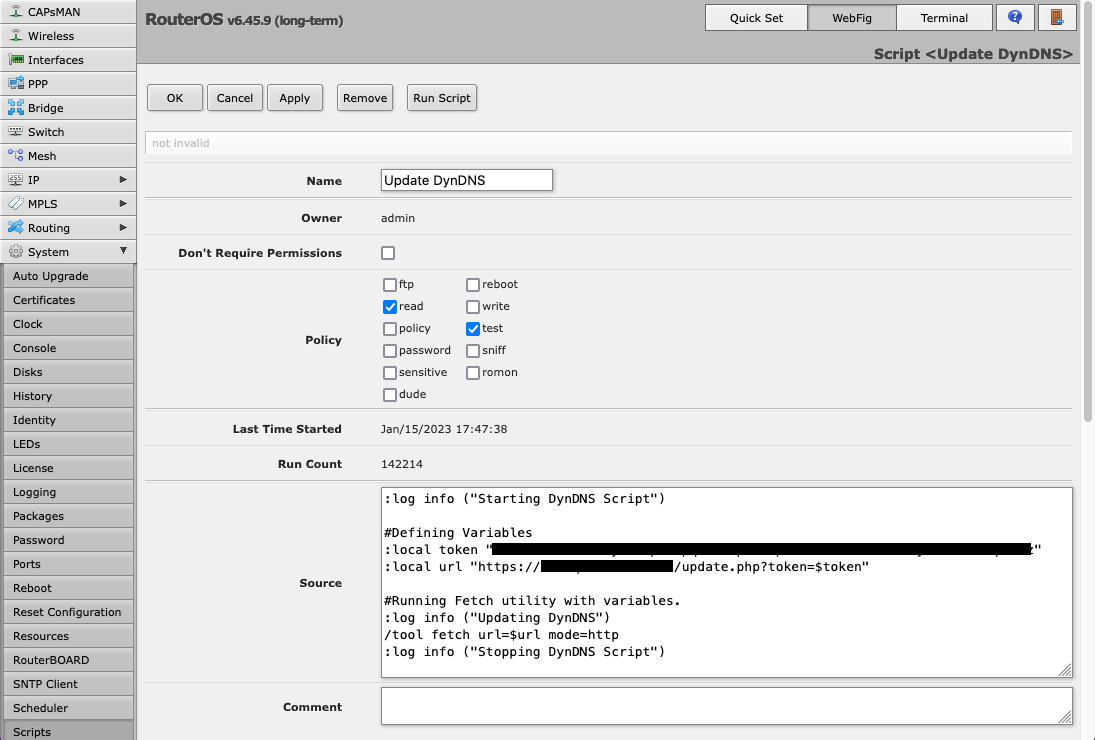 CAPsMAN
Wireless
Interfaces
PPP
Bridge
Switch
Mesh
IP
MPLS
Routing
System
Auto Upgrade
Certificates
Clock
Console
Disks
History
Identity
LEDs
License
Logging
Packages
Password
Ports
Reboot
Reset Configuration
Resources
RouterBOARD
SNTP Client
Scheduler
Scripts
RouterOS v6.45.9 (long-term)
Quick Set WebFig Terminal
Script <Update DynDNS>
OK Cancel Apply Remove Run Script
not invalid
Name Update DynDNS
Owner admin
Don't Require Permissions
Policy
ftp reboot
read write
policy test
password sniff
sensitive romon
dude
Last Time Started Jan/15/2023 17:47:38
Run Count 142214
Source
:log info ("Starting DynDNS Script")
#Defining Variables
:local token "z"
:local url "https:///update.php?token=$token"
#Running Fetch utility with variables.
:log info ("Updating DynDNS")
/tool fetch url=$url mode=http
:log info ("Stopping DynDNS Script")
Comment